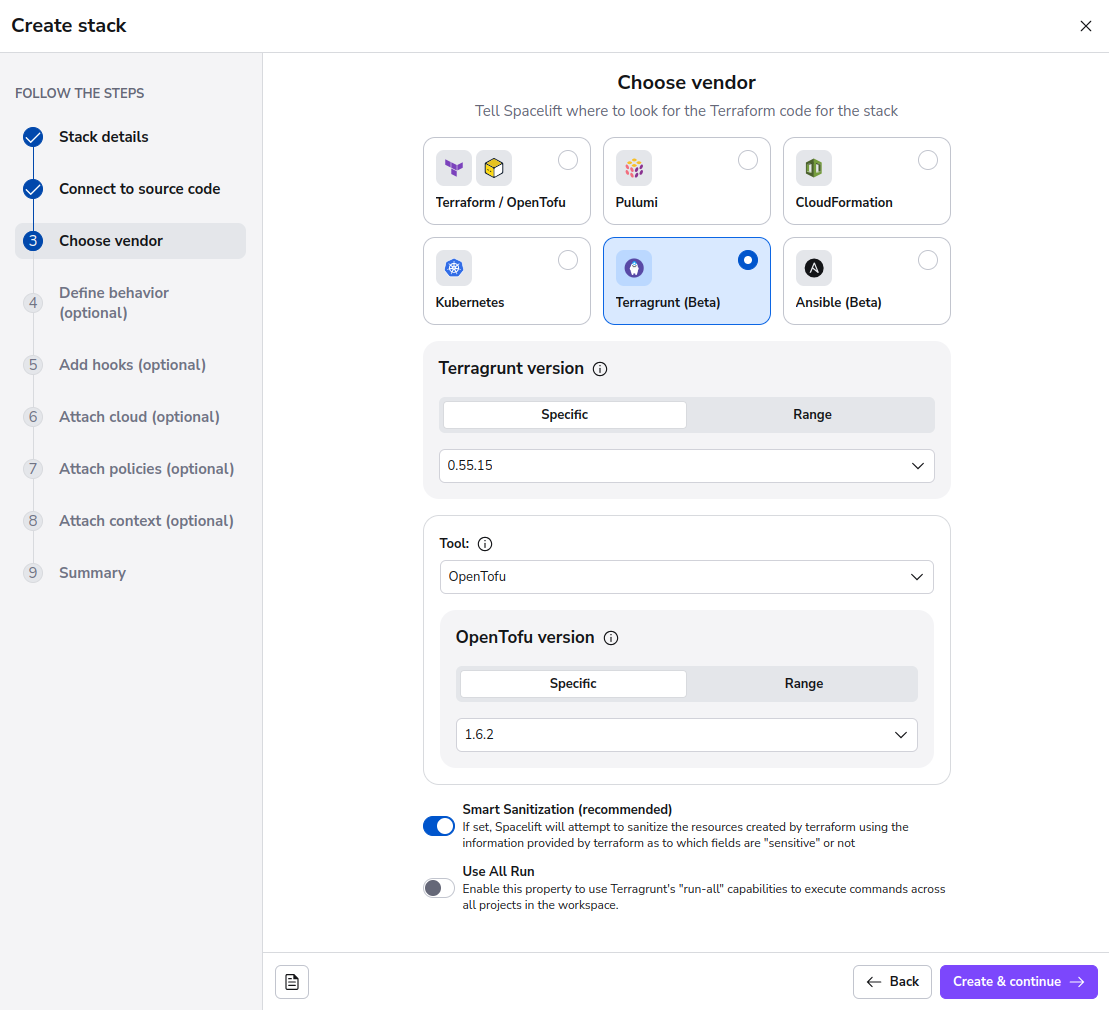 Create stack
FOLLOW THE STEPS
Stack details
Connect to source code
3 Choose vendor
4 Define behavior
(optional)
5 Add hooks (optional)
6 Attach cloud (optional)
7 Attach policies (optional)
8 Attach context (optional)
9 Summary
Choose vendor
Tell Spacelift where to look for the Terraform code for the stack
Terraform / OpenTofu
Pulumi
CloudFormation
Kubernetes
Terragrunt (Beta)
Ansible (Beta)
Terragrunt version
Specific Range
0.55.15
Tool:
OpenTofu
OpenTofu version
Specific Range
1.6.2
Smart Sanitization (recommended)
If set, Spacelift will attempt to sanitize the resources created by terraform using the
information provided by terraform as to which fields are "sensitive" or not
Use All Run
Enable this property to use Terragrunt's "run-all" capabilities to execute commands across
all projects in the workspace.
Back
Create & continue